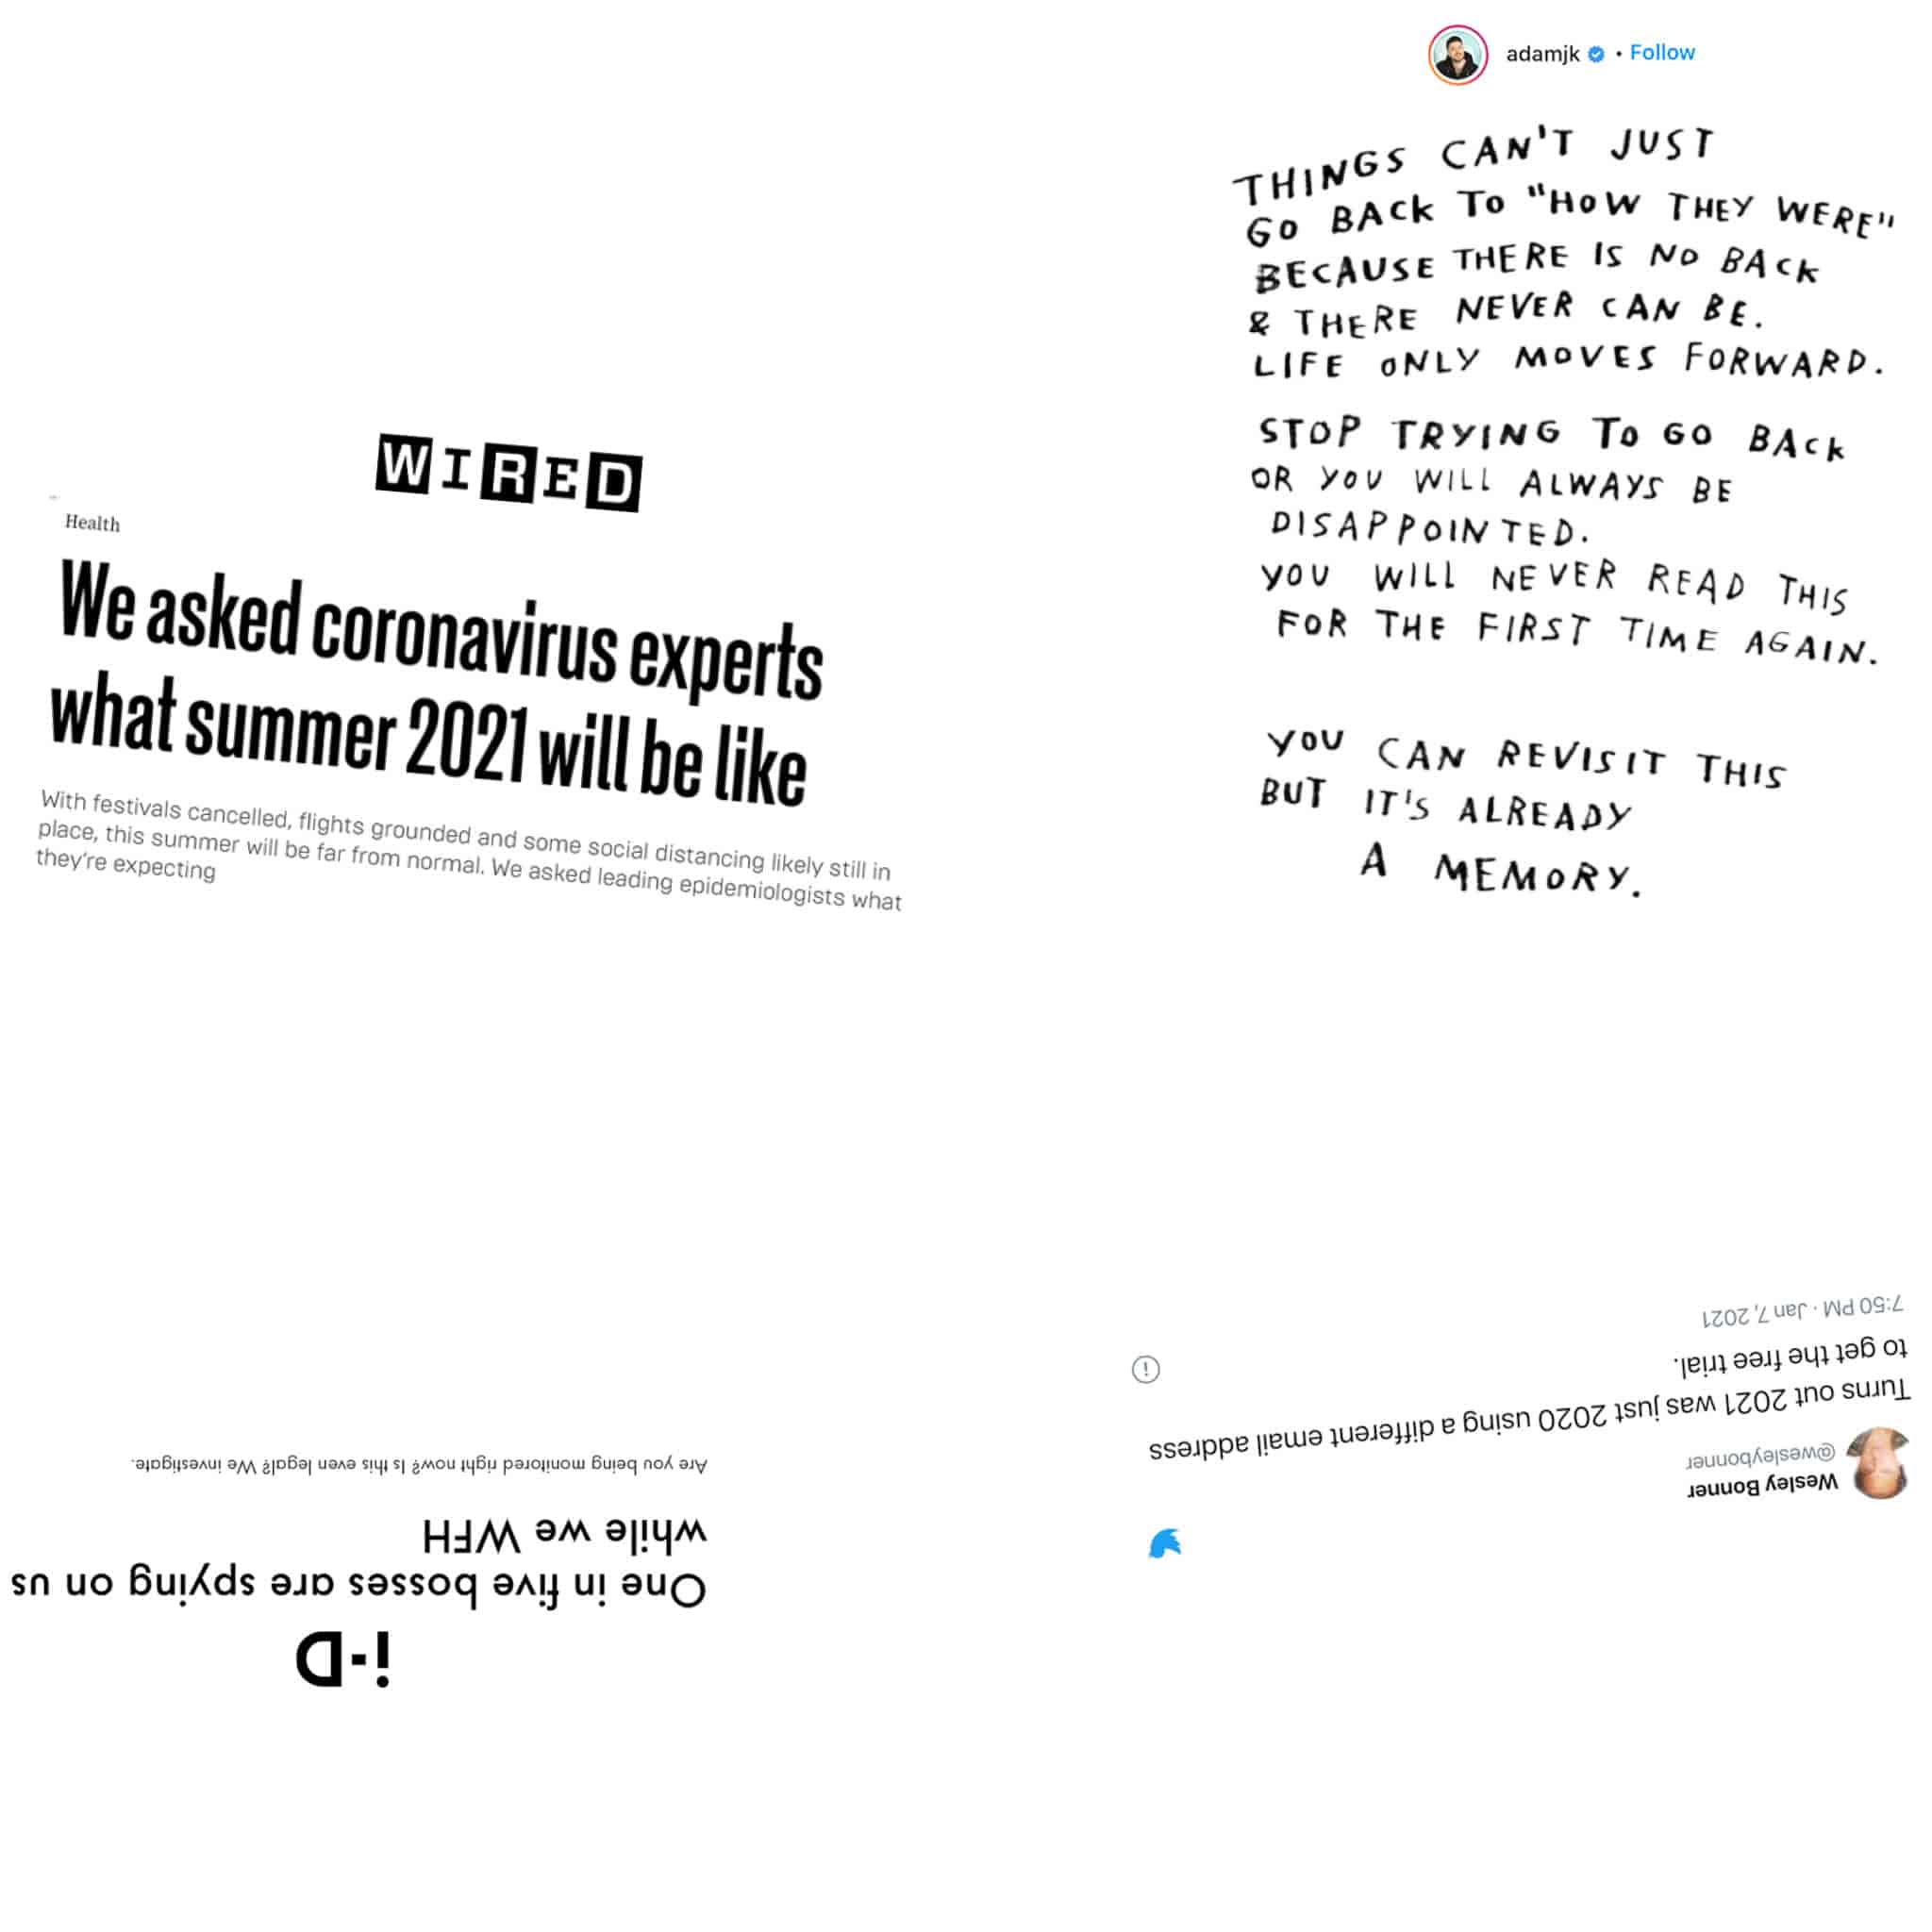 WIRED
Health
We asked coronavirus experts
what summer 2021 will be like
With festivals cancelled, flights grounded and some social distancing likely still in
place, this summer will be far from normal. We asked leading epidemiologists what
they're expecting
adamjk • Follow
THINGS CAN'T JUST
GO BACK TO "HOW THEY WERE"
BECAUSE THERE IS NO BACK
& THERE NEVER CAN BE.
LIFE ONLY MOVES FORWARD.
STOP TRYING TO GO BACK
OR YOU WILL ALWAYS BE
DISAPPOINTED.
YOU WILL NEVER READ THIS
FOR THE FIRST TIME AGAIN.
YOU CAN REVISIT THIS
BUT IT'S ALREADY
A MEMORY.
i-D
One in five bosses are spying on us
while we WFH
Are you being monitored right now? Is this even legal? We investigate.
Wesley Bonner
@wesleybonner
Turns out 2021 was just 2020 using a different email address
to get the free trial.
7:50 PM · Jan 7, 2021